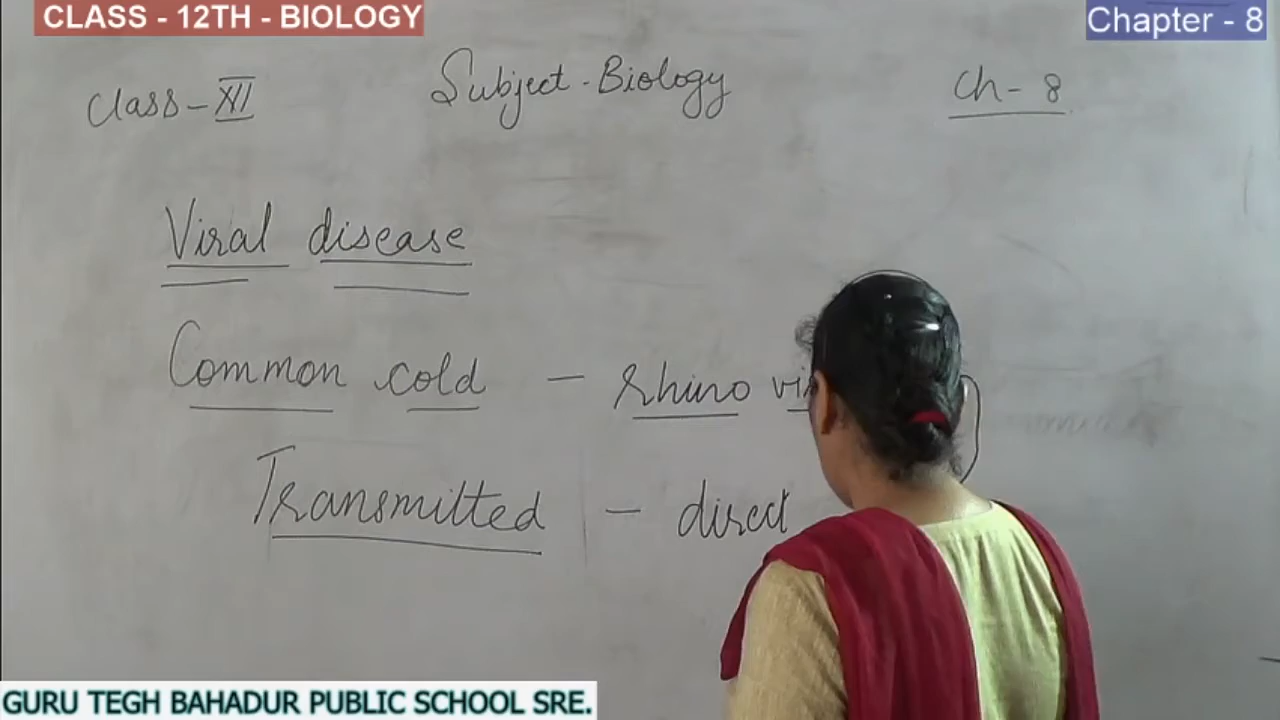 CLASS - 12TH - BIOLOGY
Chapter - 8
Class - XII
Subject - Biology
Ch - 8
Viral disease
Common cold - rhino
Transmitted - direct
GURU TEGH BAHADUR PUBLIC SCHOOL SRE.